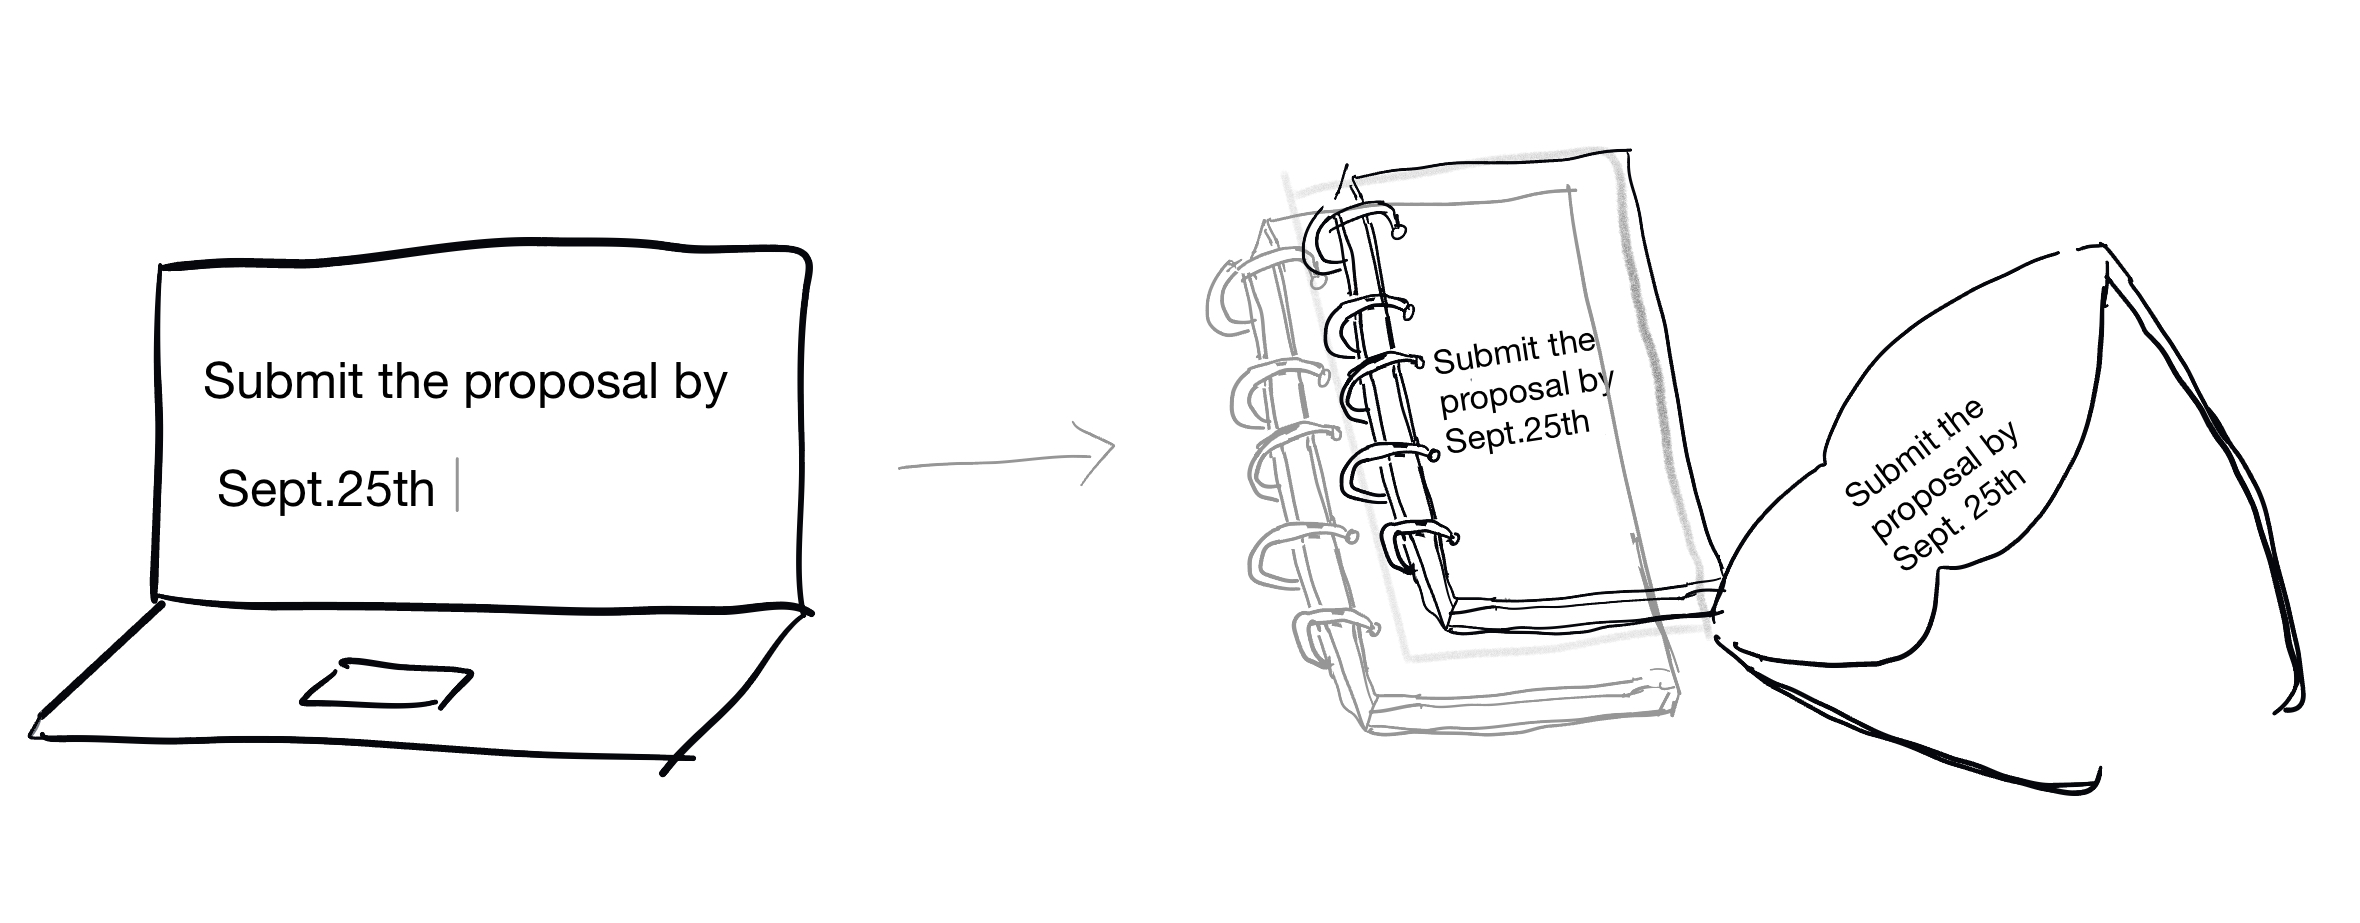 Submit the proposal by
Sept.25th
Submit the
proposal by
Sept.25th
Submit the
proposal by
Sept. 25th